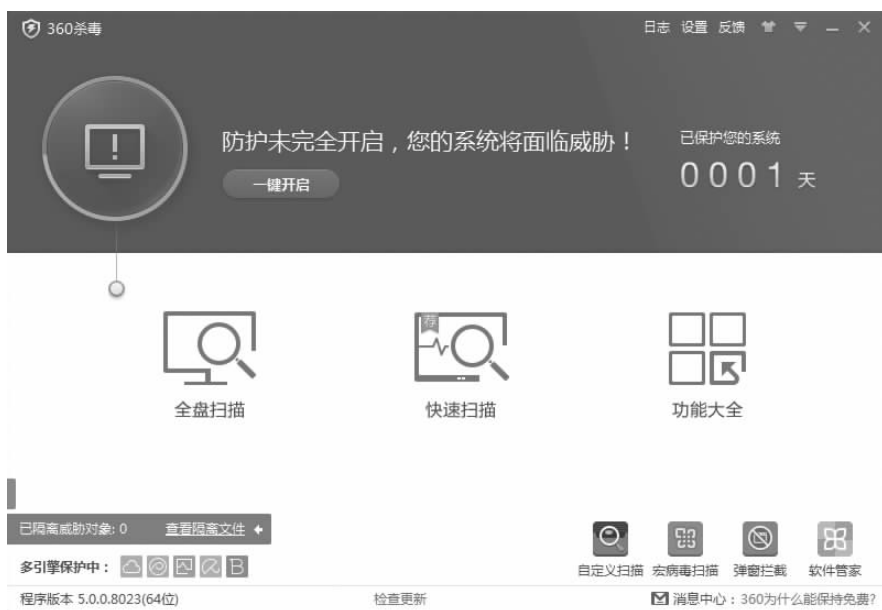 360杀毒
日志 设置 反馈
防护未完全开启，您的系统将面临威胁！
一键开启
已保护您的系统
0001 天
荐
全盘扫描
快速扫描
功能大全
已隔离威胁对象: 0 查看隔离文件
多引擎保护中： B
自定义扫描 宏病毒扫描 弹窗拦截 软件管家
程序版本 5.0.0.8023(64位) 检查更新 消息中心：360为什么能保持免费?